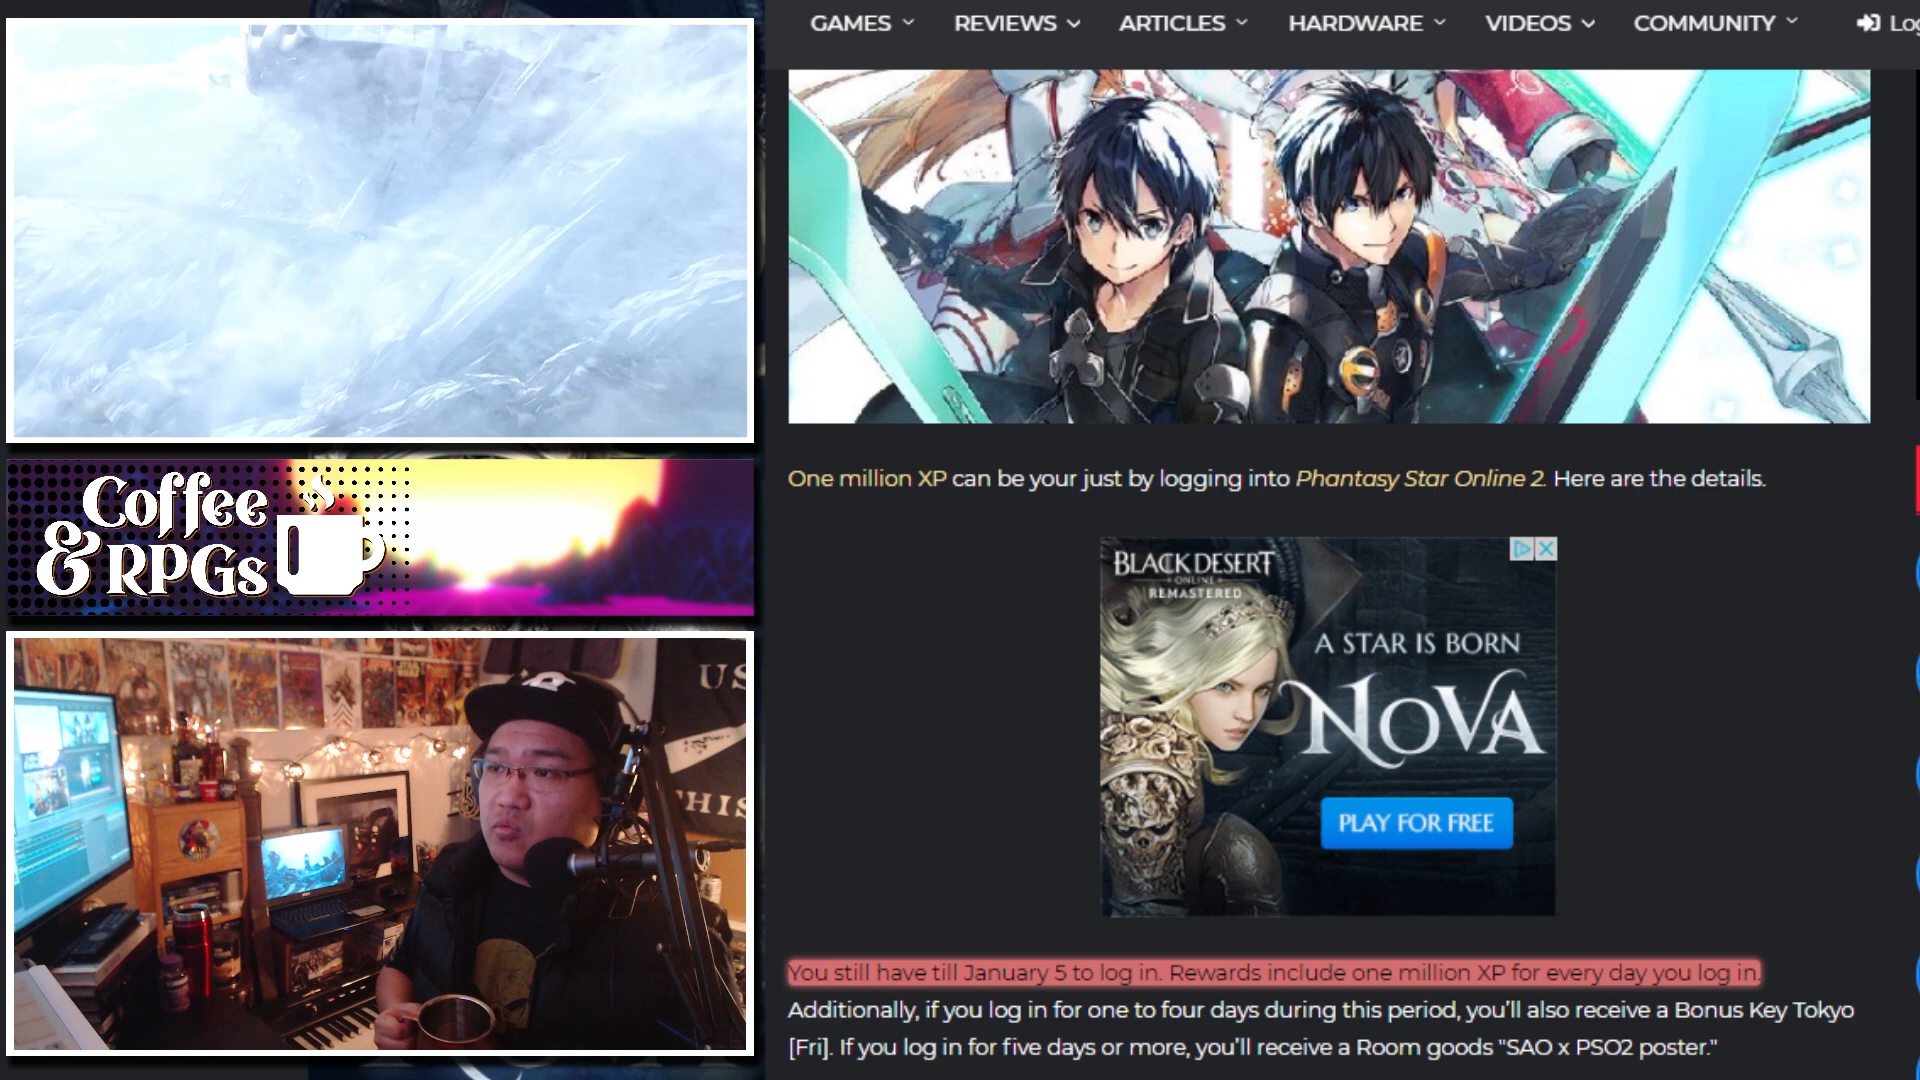 GAMES REVIEWS ARTICLES HARDWARE VIDEOS COMMUNITY Log
One million XP can be your just by logging into Phantasy Star Online 2. Here are the details.
Coffee
& RPGs
BLACK DESERT
ONLINE
REMASTERED
A STAR IS BORN
NOVA
PLAY FOR FREE
US
THIS
You still have till January 5 to log in. Rewards include one million XP for every day you log in.
Additionally, if you log in for one to four days during this period, you'll also receive a Bonus Key Tokyo
[Fri]. If you log in for five days or more, you'll receive a Room goods "SAO x PSO2 poster."